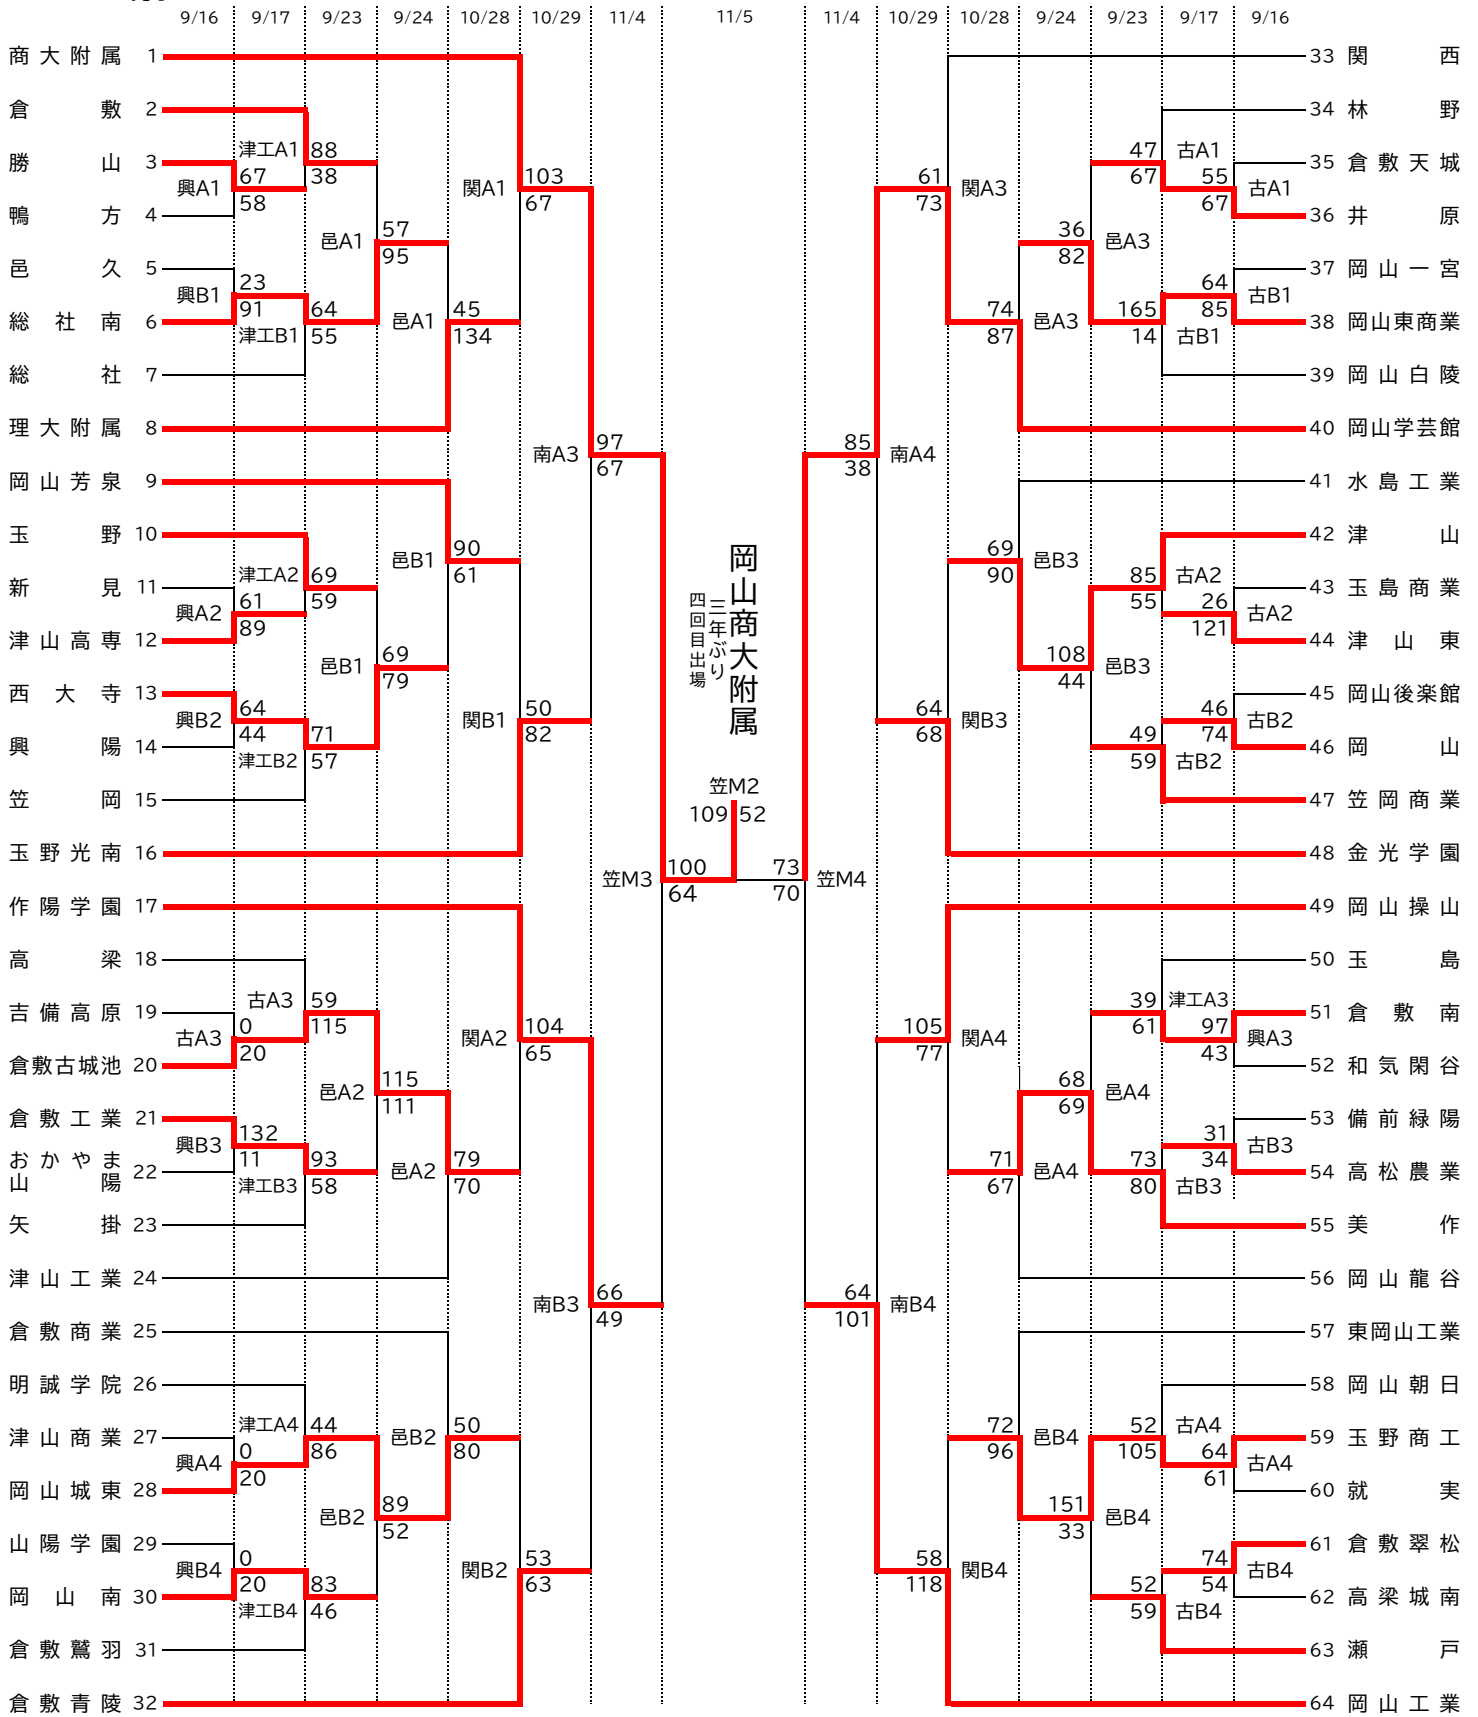 9/16 9/17 9/23 9/24 10/28 10/29 11/4 11/5 11/4 10/29 10/28 9/24 9/23 9/17 9/16
商大附属 1
倉敷 2
勝山 3
鴨方 4
邑久 5
総社南 6
総社 7
理大附属 8
岡山芳泉 9
玉野 10
新見 11
津山高専 12
西大寺 13
興陽 14
笠岡 15
玉野光南 16
作陽学園 17
高梁 18
吉備高原 19
倉敷古城池 20
倉敷工業 21
おかやま
山陽 22
矢掛 23
津山工業 24
倉敷商業 25
明誠学院 26
津山商業 27
岡山城東 28
山陽学園 29
岡山南 30
倉敷鷲羽 31
倉敷青陵 32
興A1 67 58
興B1 23 91
興A2 61 89
興B2 64 44
古A3 0 20
興B3 132 11
興A4 0 20
興B4 0 20
津工A1 88 38
津工B1 64 55
津工A2 69 59
津工B2 71 57
古A3 59 115
津工B3 93 58
津工A4 44 86
津工B4 83 46
邑A1 57 95
邑B1 69 79
邑A2 115 111
邑B2 89 52
邑A1 45 134
邑B1 90 61
邑A2 79 70
邑B2 50 80
関A1 103 67
関B1 50 82
関A2 104 65
関B2 53 63
南A3 97 67
南B3 66 49
笠M3 100 64
岡山商大附属
三年ぶり
四回目出場
笠M2
109 52
73 70 笠M4
85 38 南A4
64 101 南B4
61 73 関A3
64 68 関B3
105 77 関A4
58 118 関B4
74 87 邑A3
69 90 邑B3
71 67 邑A4
72 96 邑B4
36 82 邑A3
108 44 邑B3
68 69 邑A4
151 33 邑B4
47 67 古A1
165 14 古B1
85 55 古A2
49 59 古B2
39 61 津工A3
73 80 古B3
52 105 古A4
52 59 古B4
55 67 古A1
64 85 古B1
26 121 古A2
46 74 古B2
97 43 興A3
31 34 古B3
64 61 古A4
74 54 古B4
33 関西
34 林野
35 倉敷天城
36 井原
37 岡山一宮
38 岡山東商業
39 岡山白陵
40 岡山学芸館
41 水島工業
42 津山
43 玉島商業
44 津山東
45 岡山後楽館
46 岡山
47 笠岡商業
48 金光学園
49 岡山操山
50 玉島
51 倉敷南
52 和気閑谷
53 備前緑陽
54 高松農業
55 美作
56 岡山龍谷
57 東岡山工業
58 岡山朝日
59 玉野商工
60 就実
61 倉敷翠松
62 高梁城南
63 瀬戸
64 岡山工業